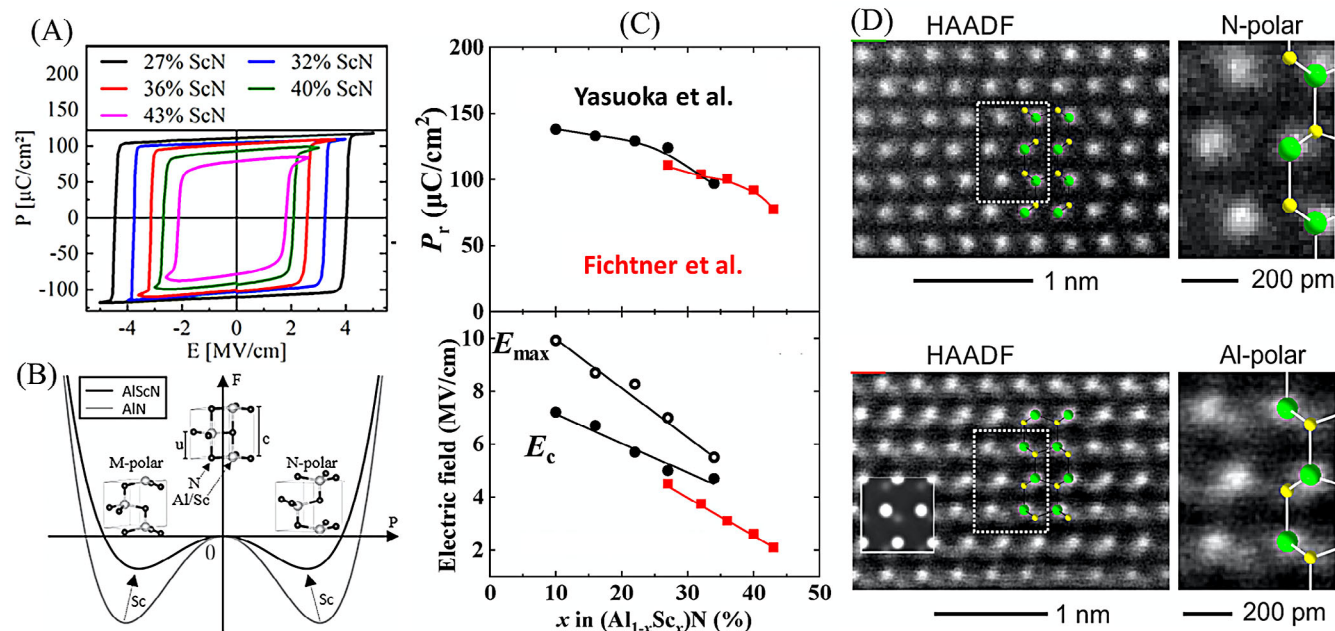 (A)
27% ScN
32% ScN
36% ScN
40% ScN
43% ScN
200
150
100
50
0
-50
-100
P [µC/cm²]
-4
-2
0
2
4
E [MV/cm]
(B)
AlScN
AlN
F
u
c
M-polar
N
Al/Sc
N-polar
P
0
Sc
Sc
(C)
200
150
100
50
0
Pr (µC/cm²)
Yasuoka et al.
Fichtner et al.
10
8
6
4
2
Electric field (MV/cm)
Emax
Ec
0
10
20
30
40
50
x in (Al1-xScx)N (%)
(D)
HAADF
N-polar
1 nm
200 pm
HAADF
Al-polar
1 nm
200 pm